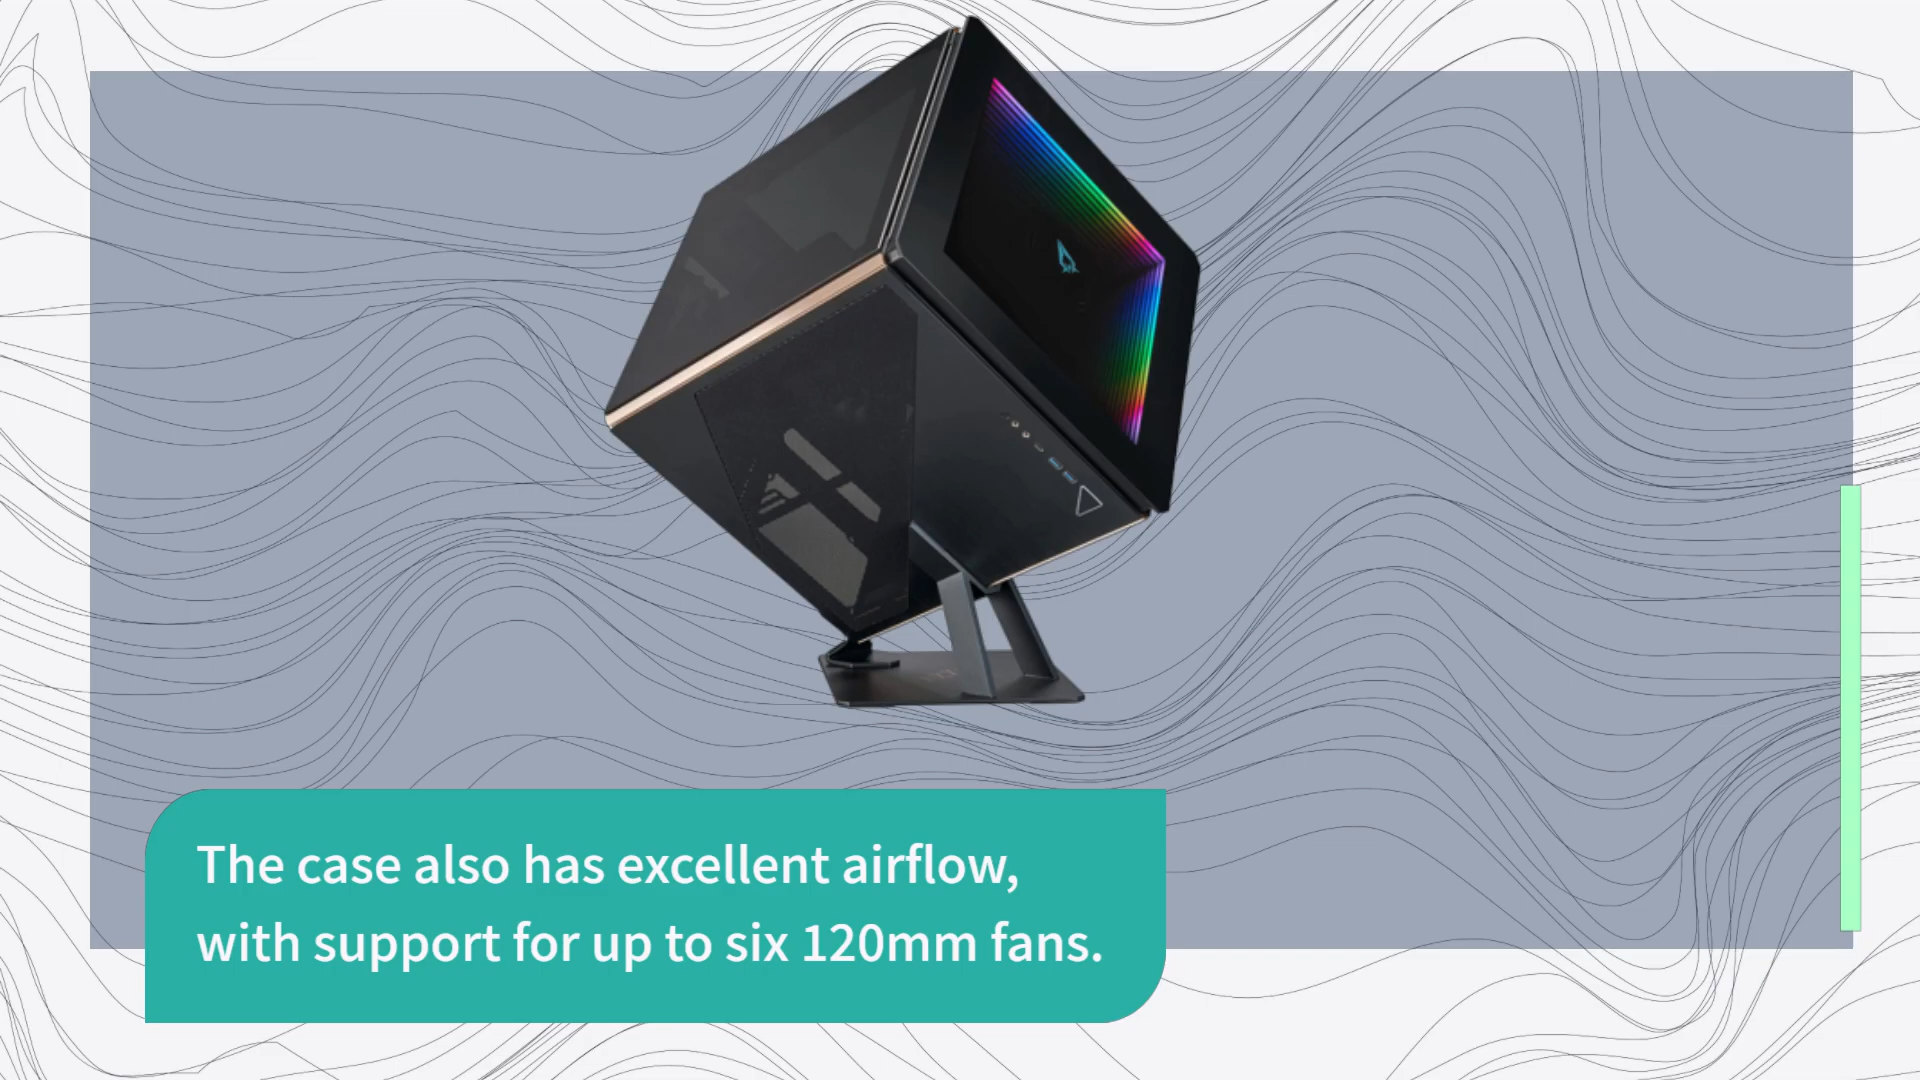 The case also has excellent airflow,
with support for up to six 120mm fans.